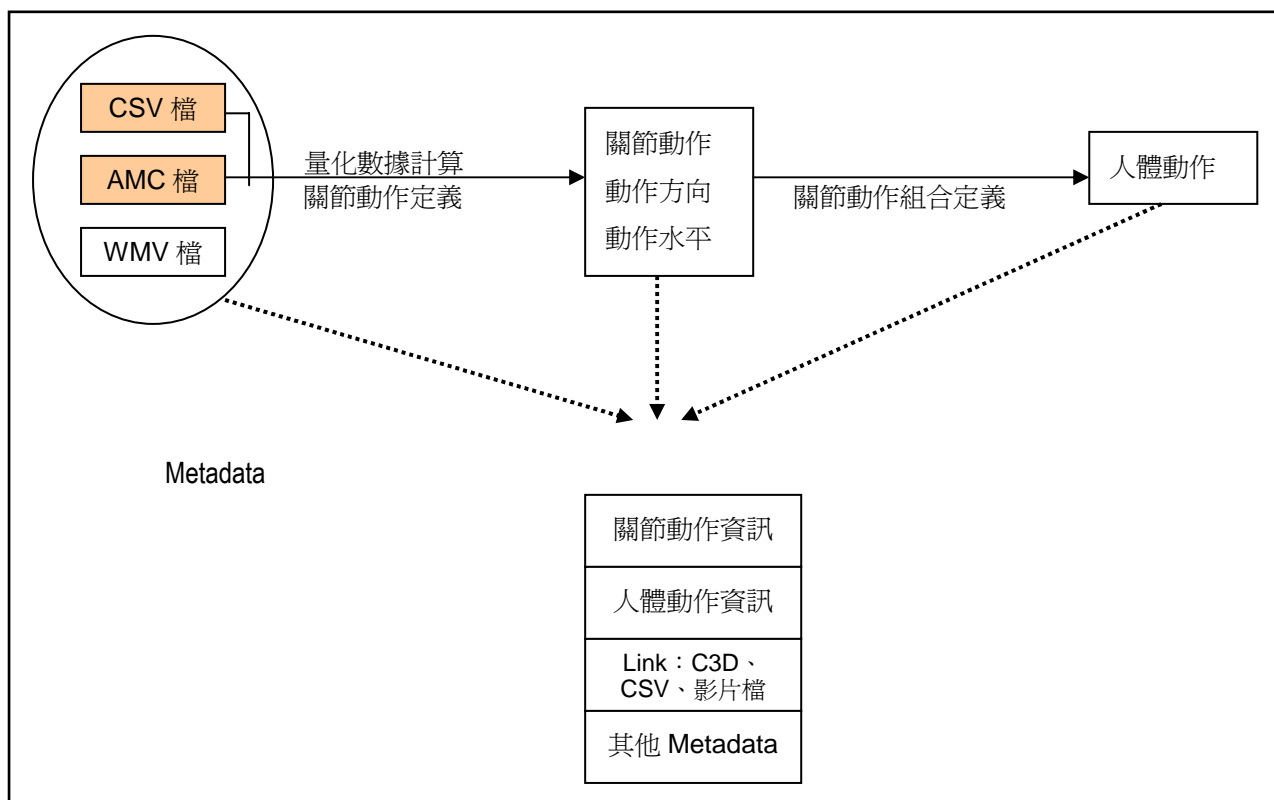 CSV 檔
AMC 檔
WMV 檔
量化數據計算
關節動作定義
關節動作
動作方向
動作水平
關節動作組合定義
人體動作
Metadata
關節動作資訊
人體動作資訊
Link：C3D、
CSV、影片檔
其他 Metadata